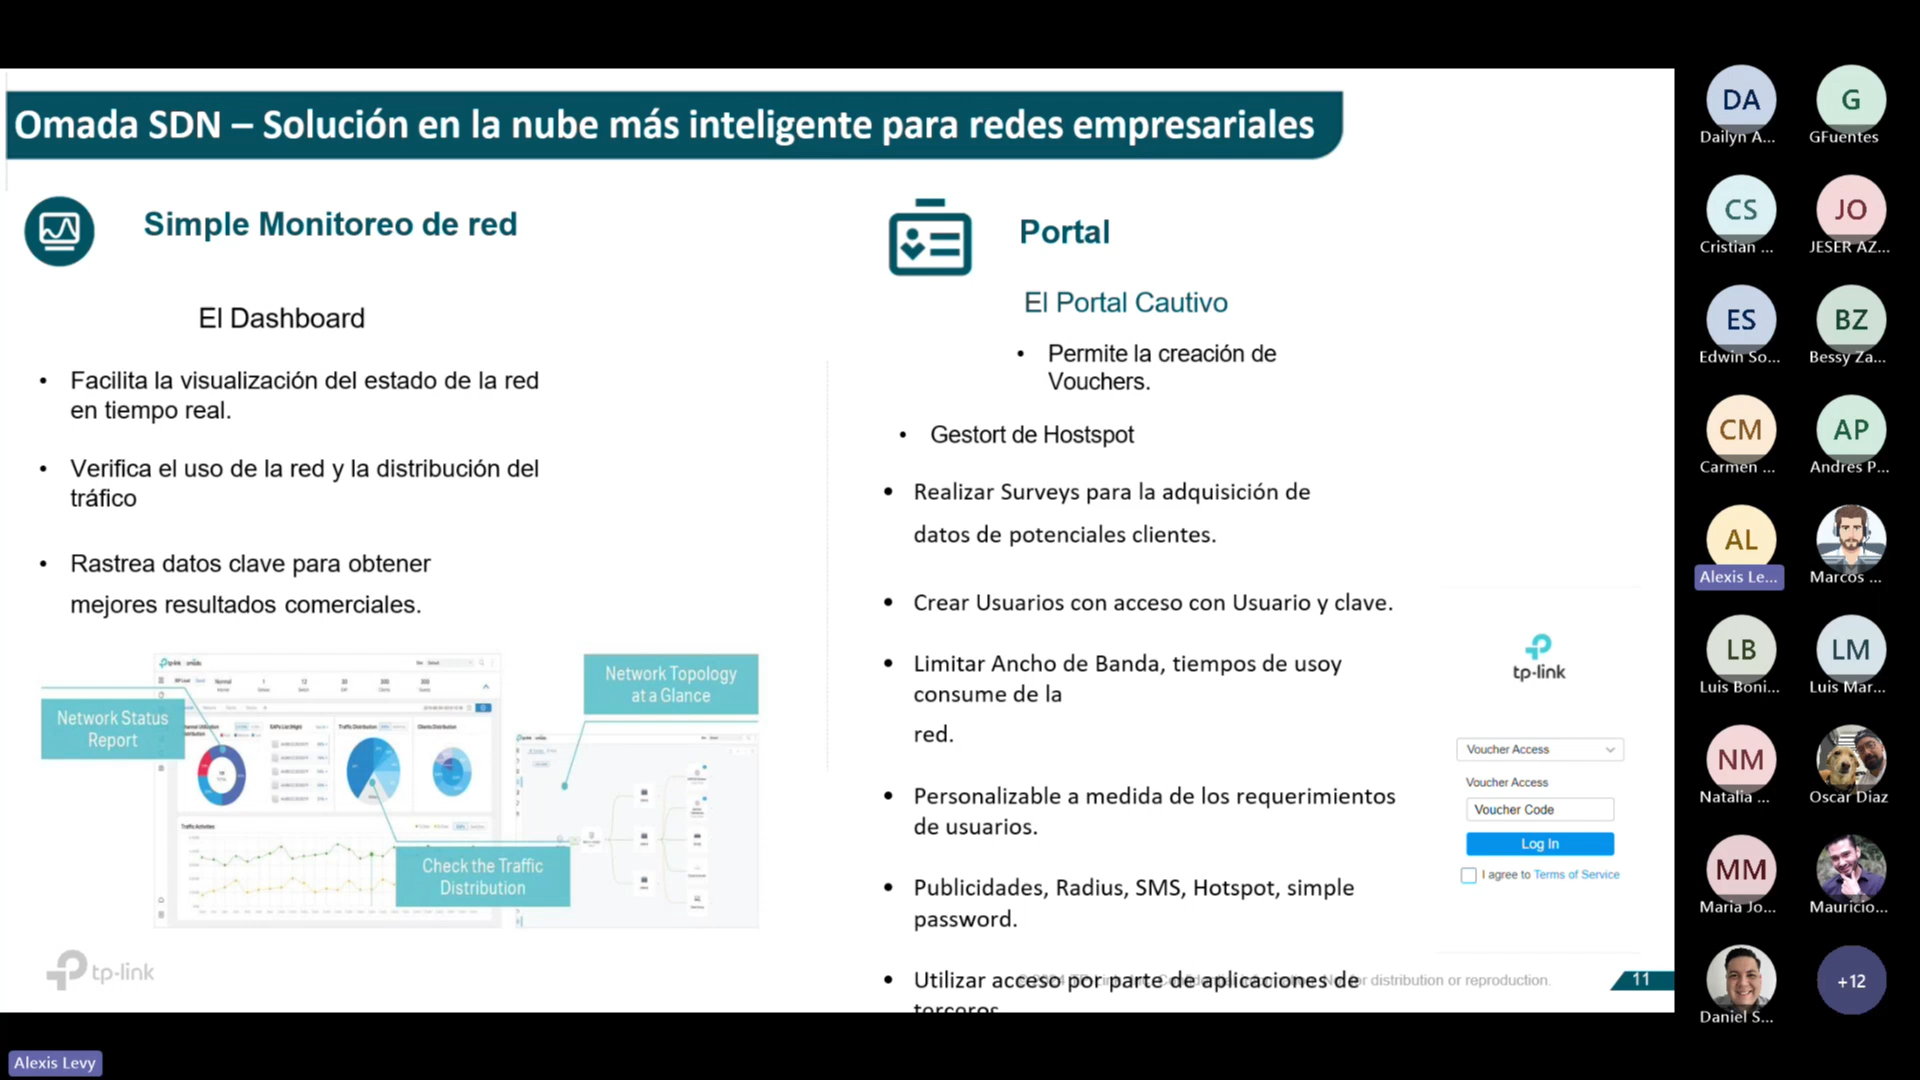 Omada SDN – Solución en la nube más inteligente para redes empresariales
Simple Monitoreo de red
El Dashboard
• Facilita la visualización del estado de la red
en tiempo real.
• Verifica el uso de la red y la distribución del
tráfico
• Rastrea datos clave para obtener
mejores resultados comerciales.
Network Status
Report
Network Topology
at a Glance
Check the Traffic
Distribution
tp-link
Portal
El Portal Cautivo
• Permite la creación de
Vouchers.
• Gestort de Hostspot
• Realizar Surveys para la adquisición de
datos de potenciales clientes.
• Crear Usuarios con acceso con Usuario y clave.
• Limitar Ancho de Banda, tiempos de usoy
consume de la
red.
• Personalizable a medida de los requerimientos
de usuarios.
• Publicidades, Radius, SMS, Hotspot, simple
password.
• Utilizar acceso por parte de aplicaciones de
terceros
for distribution or reproduction.
11
tp-link
Voucher Access
Voucher Access
Voucher Code
Log In
I agree to Terms of Service
DA
Dailyn A...
G
GFuentes
CS
Cristian ...
JO
JESER AZ...
ES
Edwin So...
BZ
Bessy Za...
CM
Carmen ...
AP
Andres P...
AL
Alexis Le...
Marcos ...
LB
Luis Boni...
LM
Luis Mar...
NM
Natalia ...
Oscar Diaz
MM
Maria Jo...
Mauricio...
Daniel S...
+12
Alexis Levy